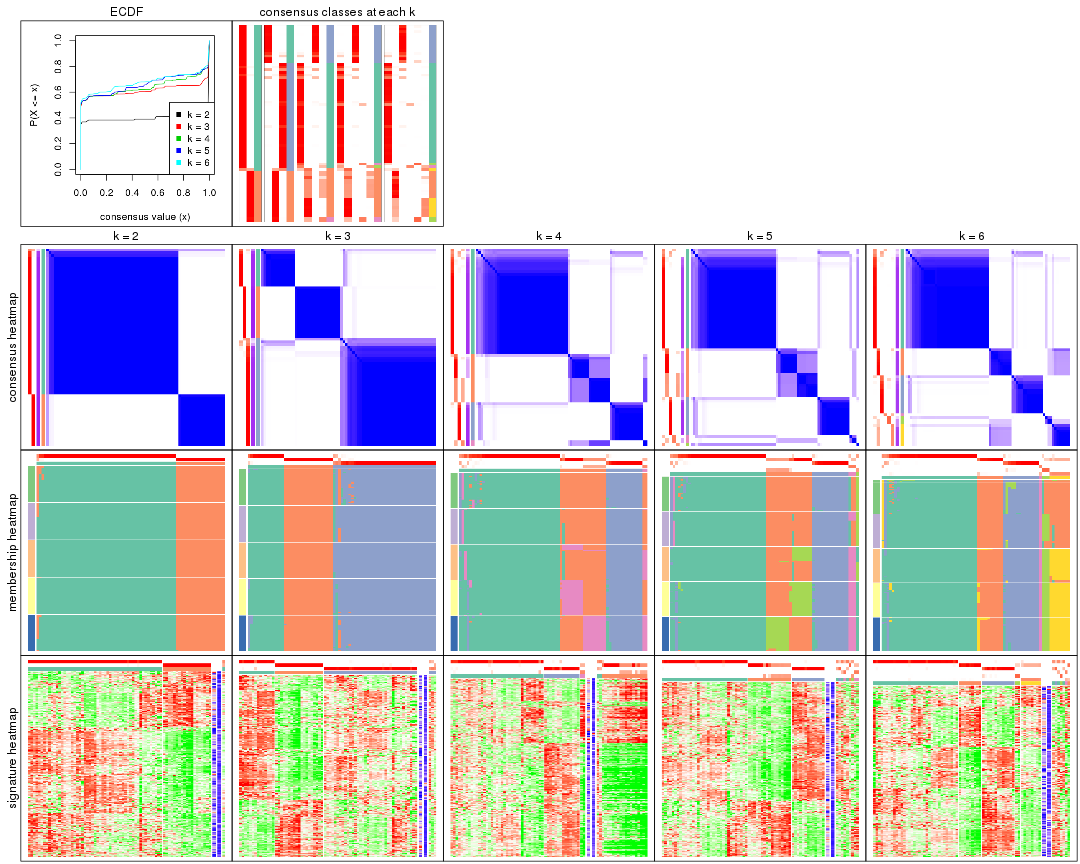 ECDF
consensus classes at each k
P(X <= x)
1.0
0.8
0.6
0.4
0.2
0.0
k = 2
k = 3
k = 4
k = 5
k = 6
0.0 0.2 0.4 0.6 0.8 1.0
consensus value (x)
k = 2
k = 3
k = 4
k = 5
k = 6
consensus heatmap
membership heatmap
signature heatmap